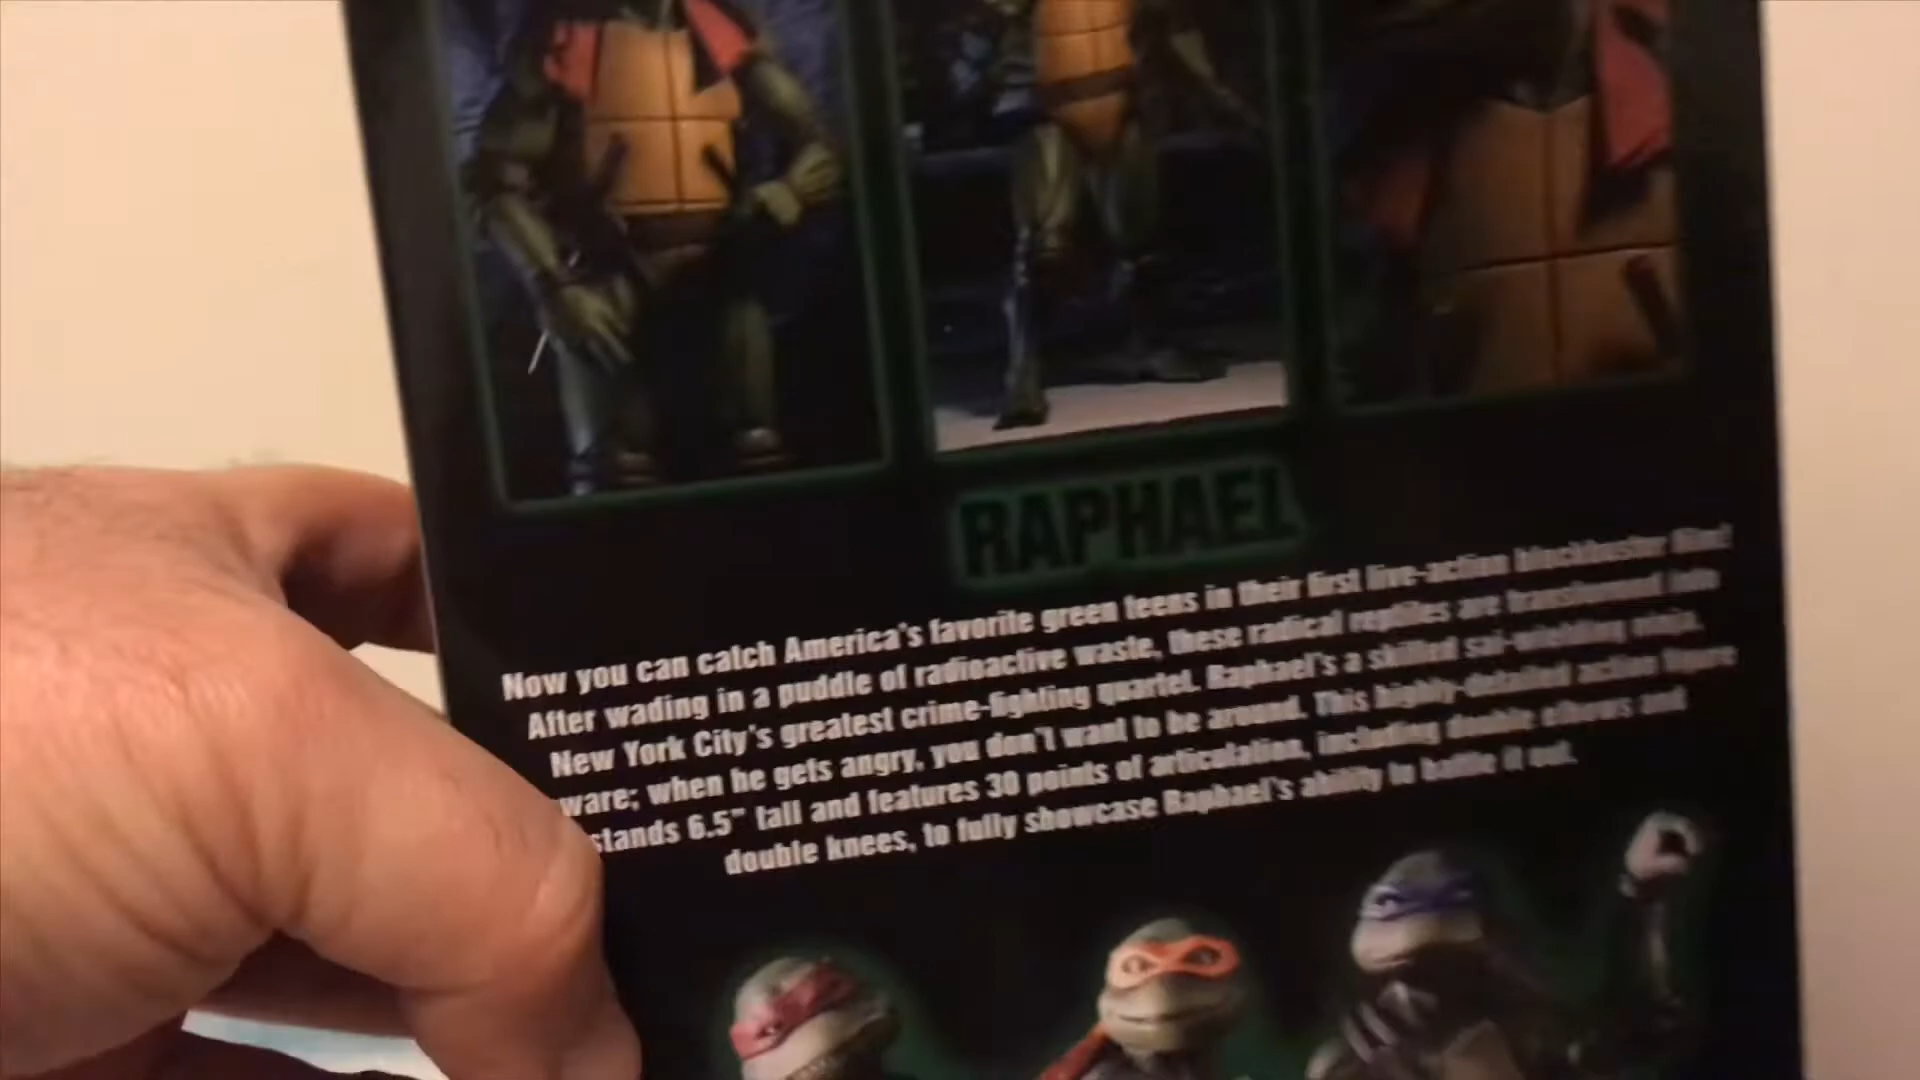 RAPHAEL
Now you can catch America's favorite green teens in their first live-action blockbuster film!
After wading in a puddle of radioactive waste, these radical reptiles are transformed into
New York City's greatest crime-fighting quartet. Raphael's a skilled sai-wielding ninja,
ware; when he gets angry, you don't want to be around. This highly-detailed action figure
stands 6.5" tall and features 30 points of articulation, including double elbows and
double knees, to fully showcase Raphael's ability to battle it out.